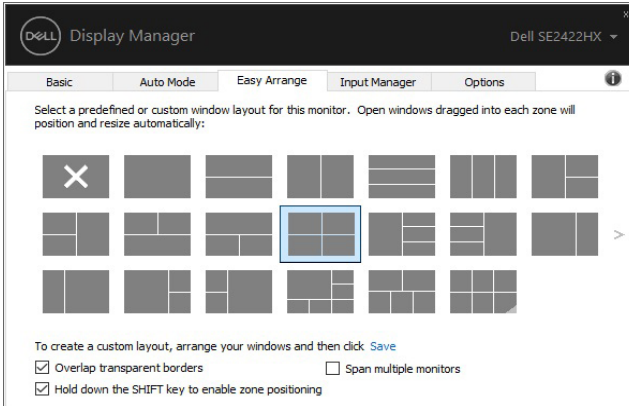 DELL Display Manager
Dell SE2422HX
Basic Auto Mode Easy Arrange Input Manager Options
Select a predefined or custom window layout for this monitor. Open windows dragged into each zone will
position and resize automatically:
To create a custom layout, arrange your windows and then click Save
Overlap transparent borders
Span multiple monitors
Hold down the SHIFT key to enable zone positioning